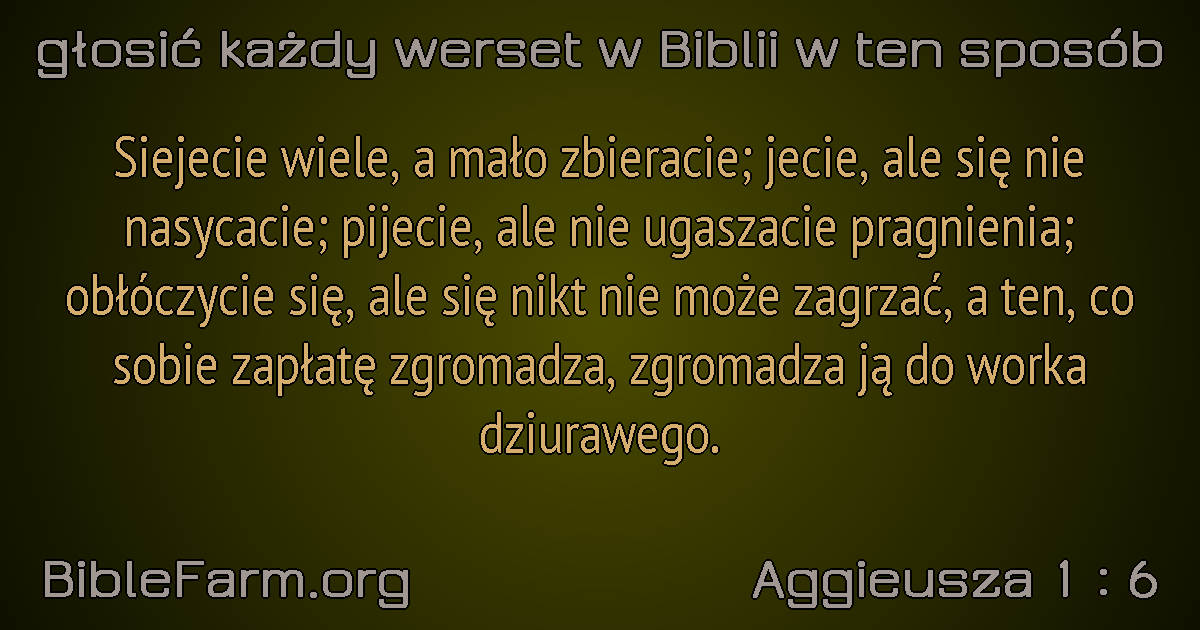 głosić każdy werset w Biblii w ten sposób
Siejecie wiele, a mało zbieracie; jecie, ale się nie
nasycacie; pijecie, ale nie ugaszacie pragnienia;
obłóczycie się, ale się nikt nie może zagrzać, a ten, co
sobie zapłatę zgromadza, zgromadza ją do worka
dziurawego.
BibleFarm.org
Aggieusza 1 : 6